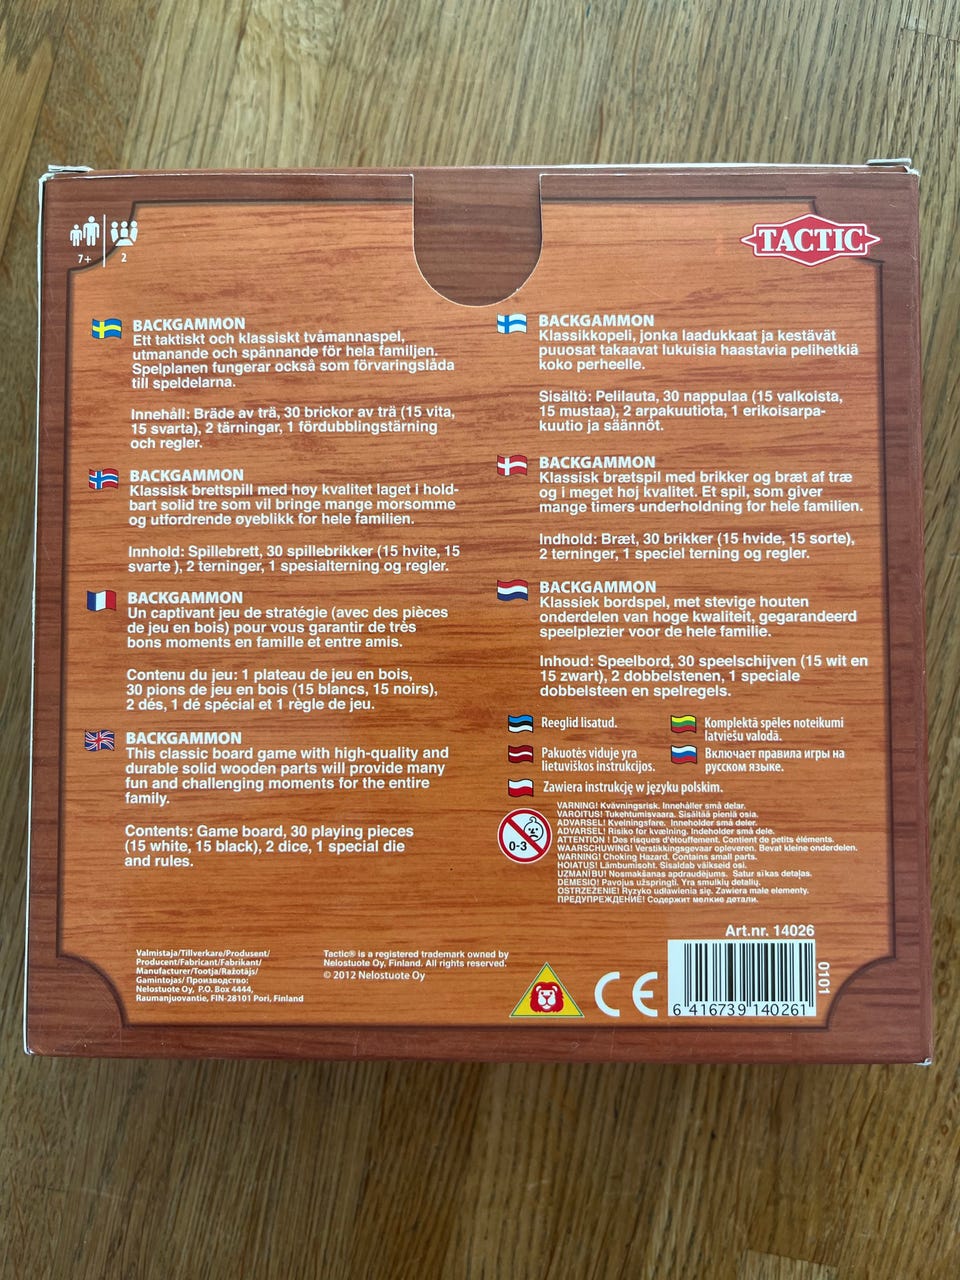 7+
2
TACTIC
BACKGAMMON
Ett taktiskt och klassiskt tvåmannaspel,
utmanande och spännande för hela familjen.
Spelplanen fungerar också som förvaringslåda
till speldelarna.
Innehåll: Bräde av trä, 30 brickor av trä (15 vita,
15 svarta), 2 tärningar, 1 fördubblingstärning
och regler.
BACKGAMMON
Klassisk brettspill med høy kvalitet laget i hold-
bart solid tre som vil bringe mange morsomme
og utfordrende øyeblikk for hele familien.
Innhold: Spillebrett, 30 spillebrikker (15 hvite, 15
svarte ), 2 terninger, 1 spesialterning og regler.
BACKGAMMON
Un captivant jeu de stratégie (avec des pièces
de jeu en bois) pour vous garantir de très
bons moments en famille et entre amis.
Contenu du jeu: 1 plateau de jeu en bois,
30 pions de jeu en bois (15 blancs, 15 noirs),
2 dés, 1 dé spécial et 1 règle de jeu.
BACKGAMMON
This classic board game with high-quality and
durable solid wooden parts will provide many
fun and challenging moments for the entire
family.
Contents: Game board, 30 playing pieces
(15 white, 15 black), 2 dice, 1 special die
and rules.
BACKGAMMON
Klassikkopeli, jonka laadukkaat ja kestävät
puuosat takaavat lukuisia haastavia pelihetkiä
koko perheelle.
Sisältö: Pelilauta, 30 nappulaa (15 valkoista,
15 mustaa), 2 arpakuutiota, 1 erikoisarpa-
kuutio ja säännöt.
BACKGAMMON
Klassisk brætspil med brikker og bræt af træ
og i meget høj kvalitet. Et spil, som giver
mange timers underholdning for hele familien.
Indhold: Bræt, 30 brikker (15 hvide, 15 sorte),
2 terninger, 1 speciel terning og regler.
BACKGAMMON
Klassiek bordspel, met stevige houten
onderdelen van hoge kwaliteit, gegarandeerd
speelplezier voor de hele familie.
Inhoud: Speelbord, 30 speelschijven (15 wit en
15 zwart), 2 dobbelstenen, 1 speciale
dobbelsteen en spelregels.
Reeglid lisatud.
Komplektā spēles noteikumi
latviešu valodā.
Pakuotės viduje yra
lietuviškos instrukcijos.
Включает правила игры на
русском языке.
Zawiera instrukcję w języku polskim.
0-3
VARNING! Kvävningsrisk. Innehåller små delar.
VAROITUS! Tukehtumisvaara. Sisältää pieniä osia.
ADVARSEL! Kvelningsfare. Inneholder små deler.
ADVARSEL! Risiko for kvælning. Indeholder små dele.
ATTENTION ! Des risques d'étouffement. Contient de petits éléments.
WAARSCHUWING! Verstikkingsgevaar opleveren. Bevat kleine onderdelen.
WARNING! Choking Hazard. Contains small parts.
HOIATUS! Lämbumisoht. Sisaldab väikseid osi.
UZMANĪBU! Nosmakšanas apdraudējums. Satur sīkas detaļas.
DĖMESIO! Pavojus užspringti. Yra smulkių detalių.
OSTRZEŻENIE! Ryzyko udławienia się. Zawiera małe elementy.
ПРЕДУПРЕЖДЕНИЕ! Содержит мелкие детали.
Valmistaja/Tillverkare/Produsent/
Producent/Fabricant/Fabrikant/
Manufacturer/Tootja/Ražotājs/
Gamintojas/ Производство:
Nelostuote Oy, P.O. Box 4444,
Raumanjuovantie, FIN-28101 Pori, Finland
Tactic® is a registered trademark owned by
Nelostuote Oy, Finland. All rights reserved.
© 2012 Nelostuote Oy
CE
Art.nr. 14026
6 416739 140261
0101